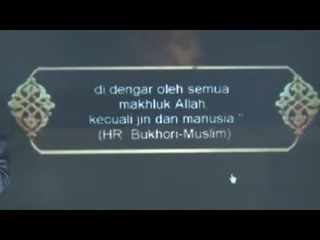 di dengar oleh semua
makhluk Allah
kecuali jin dan manusia."
(HR Bukhori-Muslim)